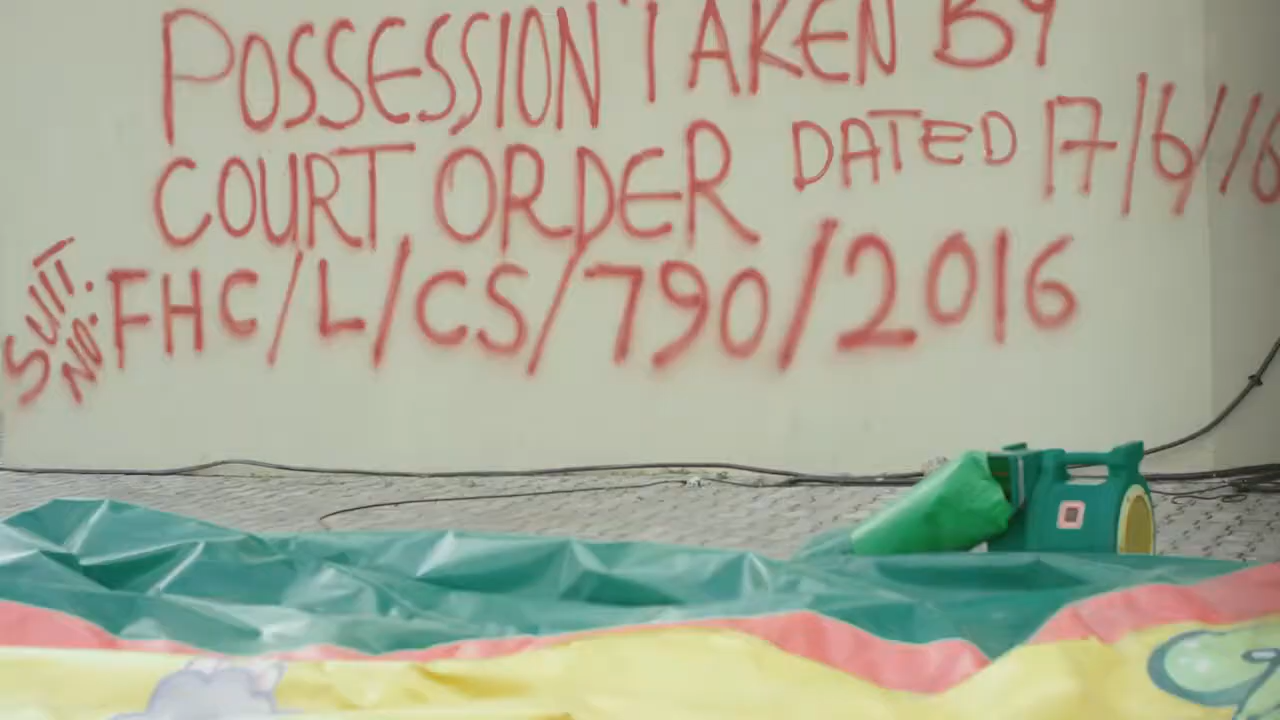 POSSESSION TAKEN BY
COURT ORDER DATED 17/6/16
SUIT.
NO: FHC/L/CS/790/2016